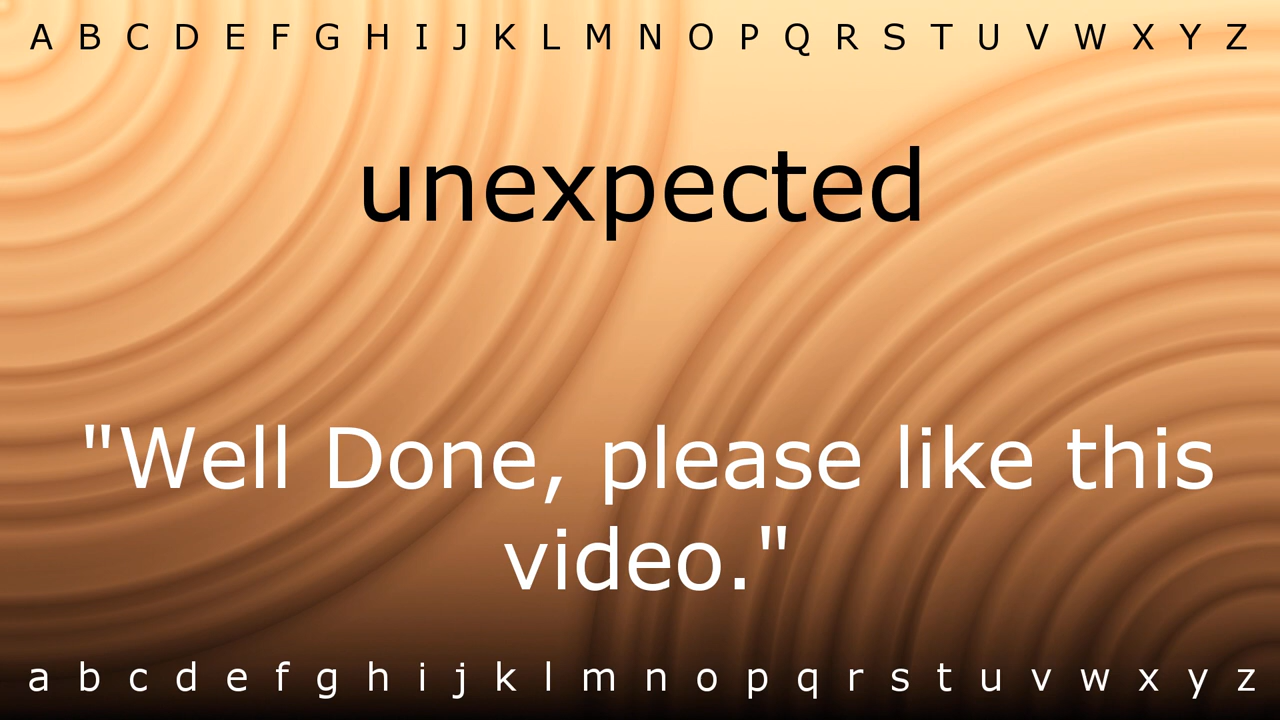 A B C D E F G H I J K L M N O P Q R S T U V W X Y Z
unexpected
"Well Done, please like this
video."
a b c d e f g h i j k l m n o p q r s t u v w x y z